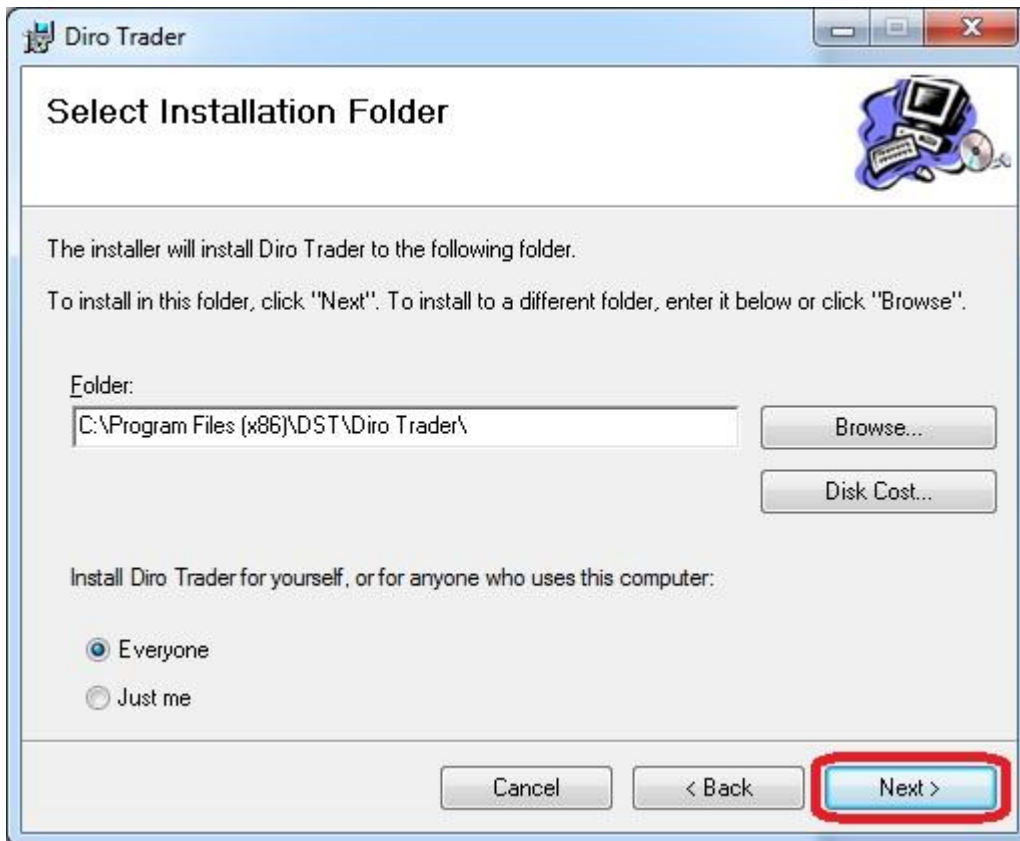 Diro Trader
Select Installation Folder
The installer will install Diro Trader to the following folder.
To install in this folder, click "Next". To install to a different folder, enter it below or click "Browse".
Folder:
C:\Program Files (x86)\DST\Diro Trader\
Browse...
Disk Cost...
Install Diro Trader for yourself, or for anyone who uses this computer:
Everyone
Just me
Cancel
< Back
Next >